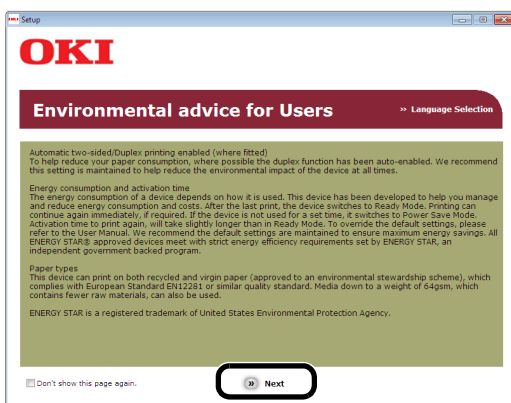 OKI Setup
OKI
Environmental advice for Users
» Language Selection
Automatic two-sided/Duplex printing enabled (where fitted)
To help reduce your paper consumption, where possible the duplex function has been auto-enabled. We recommend
this setting is maintained to help reduce the environmental impact of the device at all times.
Energy consumption and activation time
The energy consumption of a device depends on how it is used. This device has been developed to help you manage
and reduce energy consumption and costs. After the last print, the device switches to Ready Mode. Printing can
continue again immediately, if required. If the device is not used for a set time, it switches to Power Save Mode.
Activation time to print again, will take slightly longer than in Ready Mode. To override the default settings, please
refer to the User Manual. We recommend the default settings are maintained to ensure maximum energy savings. All
ENERGY STAR® approved devices meet with strict energy efficiency requirements set by ENERGY STAR, an
independent government backed program.
Paper types
This device can print on both recycled and virgin paper (approved to an environmental stewardship scheme), which
complies with European Standard EN12281 or similar quality standard. Media down to a weight of 64gsm, which
contains fewer raw materials, can also be used.
ENERGY STAR is a registered trademark of United States Environmental Protection Agency.
Don't show this page again.
» Next